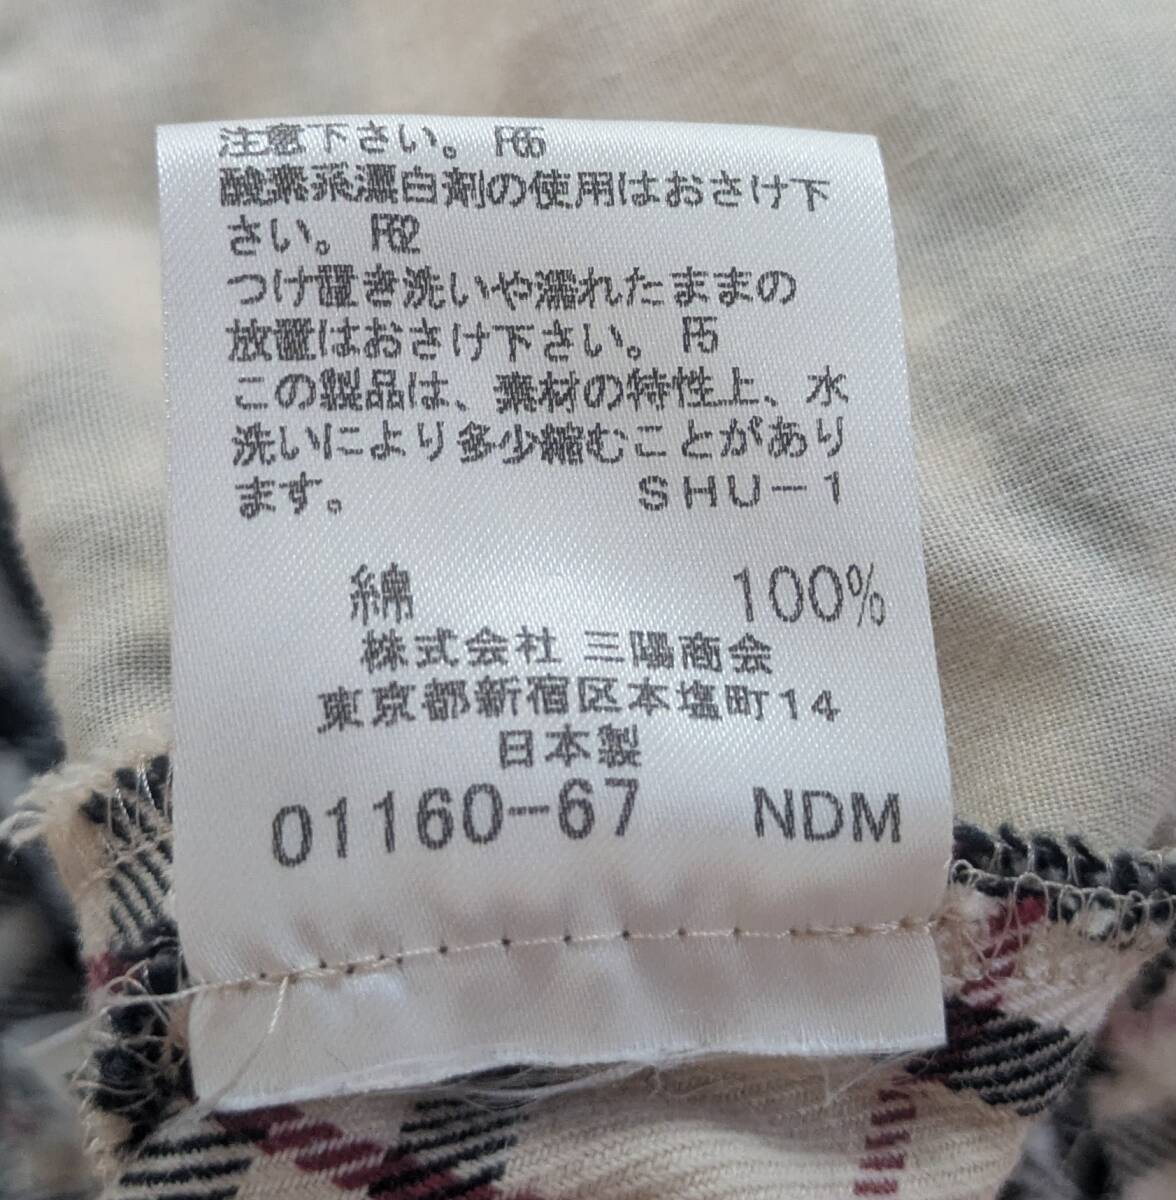 注意下さい。F65
酸素系漂白剤の使用はおさけ下
さい。F62
つけ置き洗いや濡れたままの
放置はおさけ下さい。F5
この製品は、素材の特性上、水
洗いにより多少縮むことがあり
ます。 SHU-1
綿 100%
株式会社 三陽商会
東京都新宿区本塩町14
日本製
01160-67 NDM